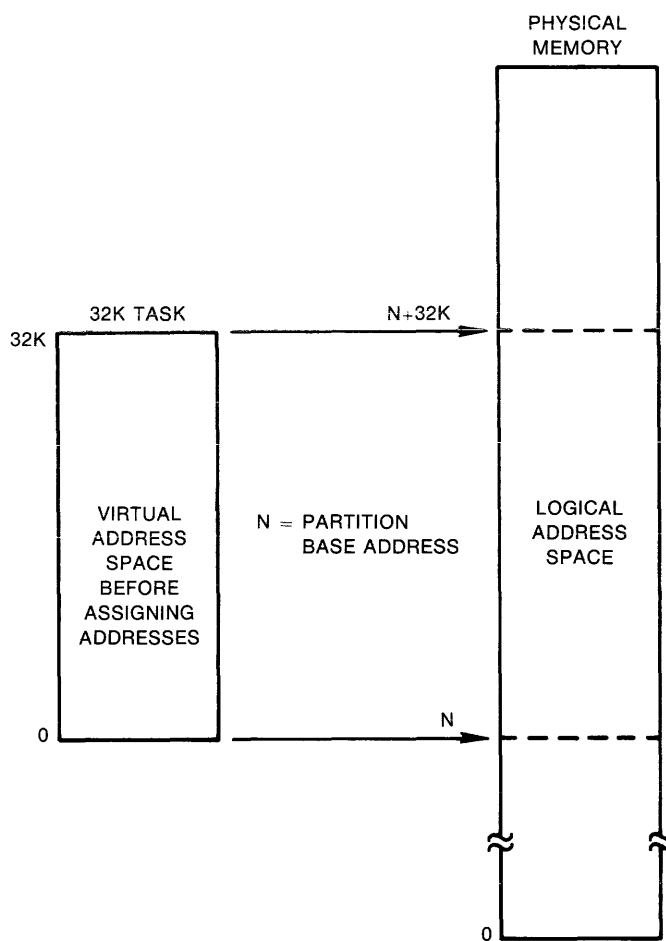 PHYSICAL
MEMORY
32K TASK
N+32K
32K
VIRTUAL
ADDRESS
SPACE
BEFORE
ASSIGNING
ADDRESSES
N = PARTITION
BASE ADDRESS
LOGICAL
ADDRESS
SPACE
N
0
0